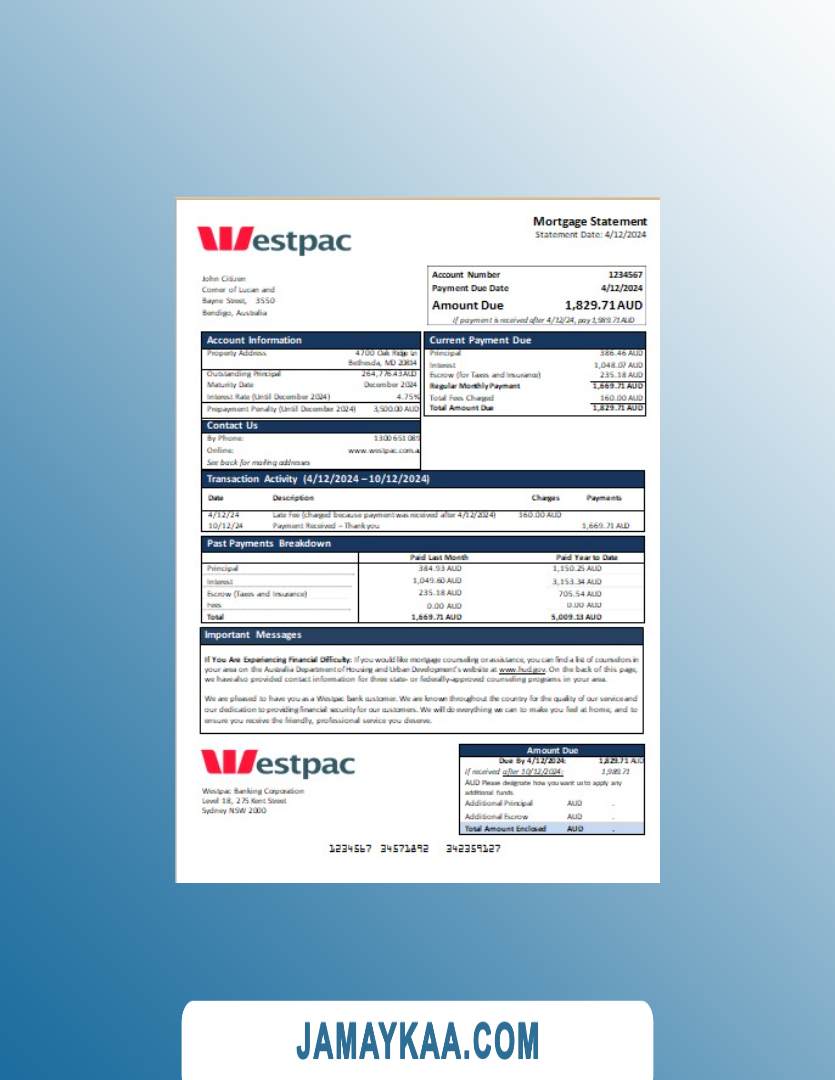 Westpac
Mortgage Statement
Statement Date: 4/12/2024
John Citizen
Corner of Lucan and
Bayne Street, 3550
Bendigo, Australia
Account Number 1234567
Payment Due Date 4/12/2024
Amount Due 1,829.71 AUD
If payment is received after 4/12/24, pay 1,989.71 AUD
Account Information
Property Address 4700 Oak Ridge Ln
Bethesda, MD 20814
Outstanding Principal 264,776.43 AUD
Maturity Date December 2024
Interest Rate (Until December 2024) 4.75%
Prepayment Penalty (Until December 2024) 3,500.00 AUD
Contact Us
By Phone: 1300 651 089
Online: www.westpac.com.a
See back for mailing addresses
Current Payment Due
Principal 386.46 AUD
Interest 1,048.07 AUD
Escrow (for Taxes and Insurance) 235.18 AUD
Regular Monthly Payment 1,669.71 AUD
Total Fees Charged 160.00 AUD
Total Amount Due 1,829.71 AUD
Transaction Activity (4/12/2024 – 10/12/2024)
Date Description Charges Payments
4/12/24 Late Fee (charged because payment was received after 4/12/2024) 160.00 AUD
10/12/24 Payment Received – Thank you 1,669.71 AUD
Past Payments Breakdown
Paid Last Month Paid Year to Date
Principal 384.93 AUD 1,150.25 AUD
Interest 1,049.60 AUD 3,153.34 AUD
Escrow (Taxes and Insurance) 235.18 AUD 705.54 AUD
Fees 0.00 AUD 0.00 AUD
Total 1,669.71 AUD 5,009.13 AUD
Important Messages
If You Are Experiencing Financial Difficulty: If you would like mortgage counseling or assistance, you can find a list of counselors in
your area on the Australia Department of Housing and Urban Development's website at www.hud.gov. On the back of this page,
we have also provided contact information for three state- or federally-approved counseling programs in your area.
We are pleased to have you as a Westpac bank customer. We are known throughout the country for the quality of our service and
our dedication to providing financial security for our customers. We will do everything we can to make you feel at home, and to
ensure you receive the friendly, professional service you deserve.
Westpac
Westpac Banking Corporation
Level 18, 275 Kent Street
Sydney NSW 2000
Amount Due
Due By 4/12/2024: 1,829.71 AUD
If received after 10/12/2024: 1,989.71
AUD Please designate how you want us to apply any
additional funds.
Additional Principal AUD .
Additional Escrow AUD .
Total Amount Enclosed AUD .
1234567 34571892 342359127
JAMAYKAA.COM